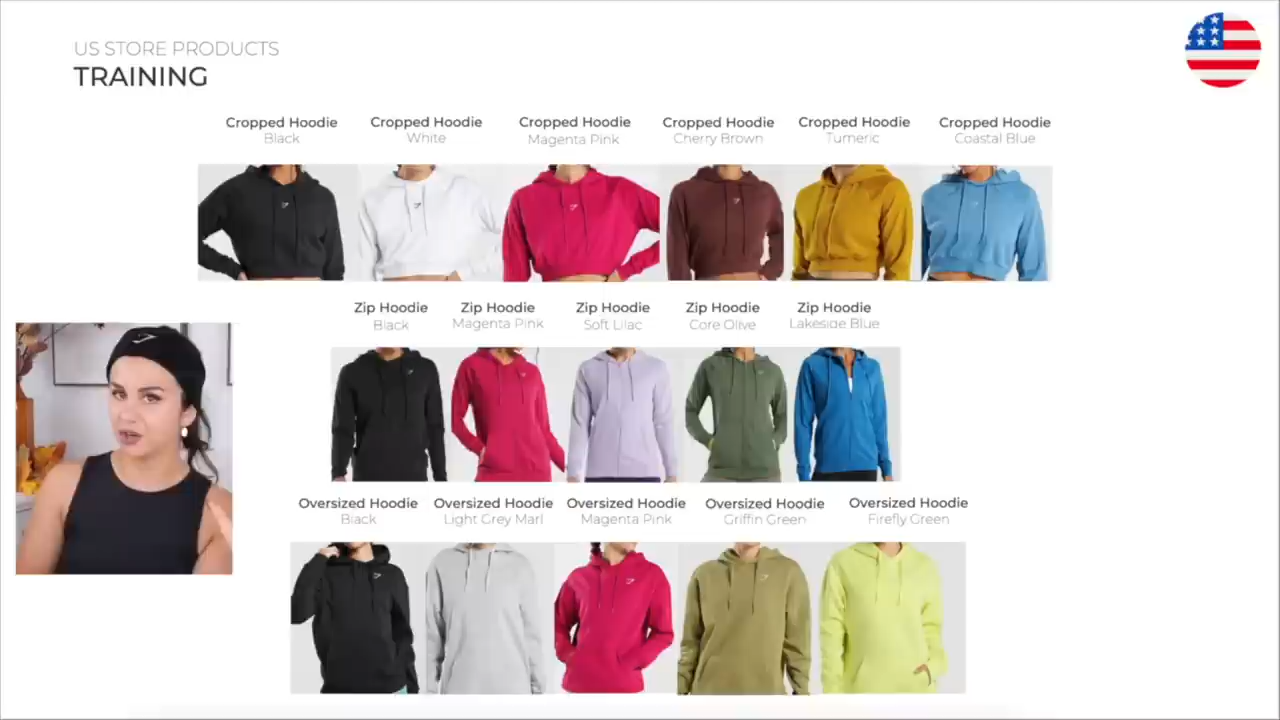 US STORE PRODUCTS
TRAINING
Cropped Hoodie Cropped Hoodie Cropped Hoodie Cropped Hoodie Cropped Hoodie Cropped Hoodie
Black White Magenta Pink Cherry Brown Tumeric Coastal Blue
Zip Hoodie Zip Hoodie Zip Hoodie Zip Hoodie Zip Hoodie
Black Magenta Pink Soft Lilac Core Olive Lakeside Blue
Oversized Hoodie Oversized Hoodie Oversized Hoodie Oversized Hoodie Oversized Hoodie
Black Light Grey Marl Magenta Pink Griffin Green Firefly Green